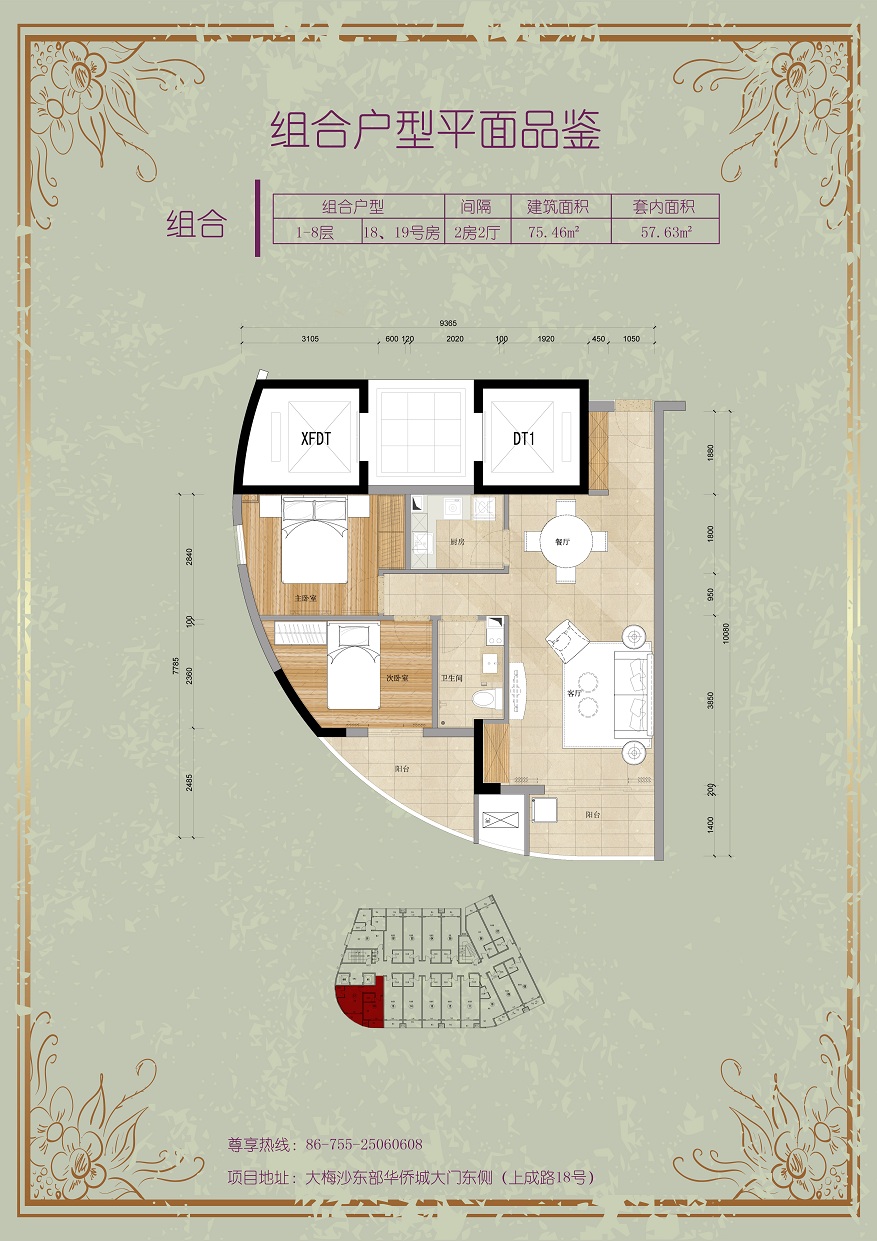 组合户型平面品鉴
组合
组合户型 间隔 建筑面积 套内面积
1-8层 18、19号房 2房2厅 75.46m² 57.63m²
9365
3105 600 120 2020 100 1920 450 1050
XFDT DT1
1880
1800
950
10080
3850
200
1400
2840
100
7785
2360
2485
厨房
餐厅
主卧室
次卧室
卫生间
客厅
阳台
阳台
尊享热线：86-755-25060608
项目地址：大梅沙东部华侨城大门东侧（上成路18号）